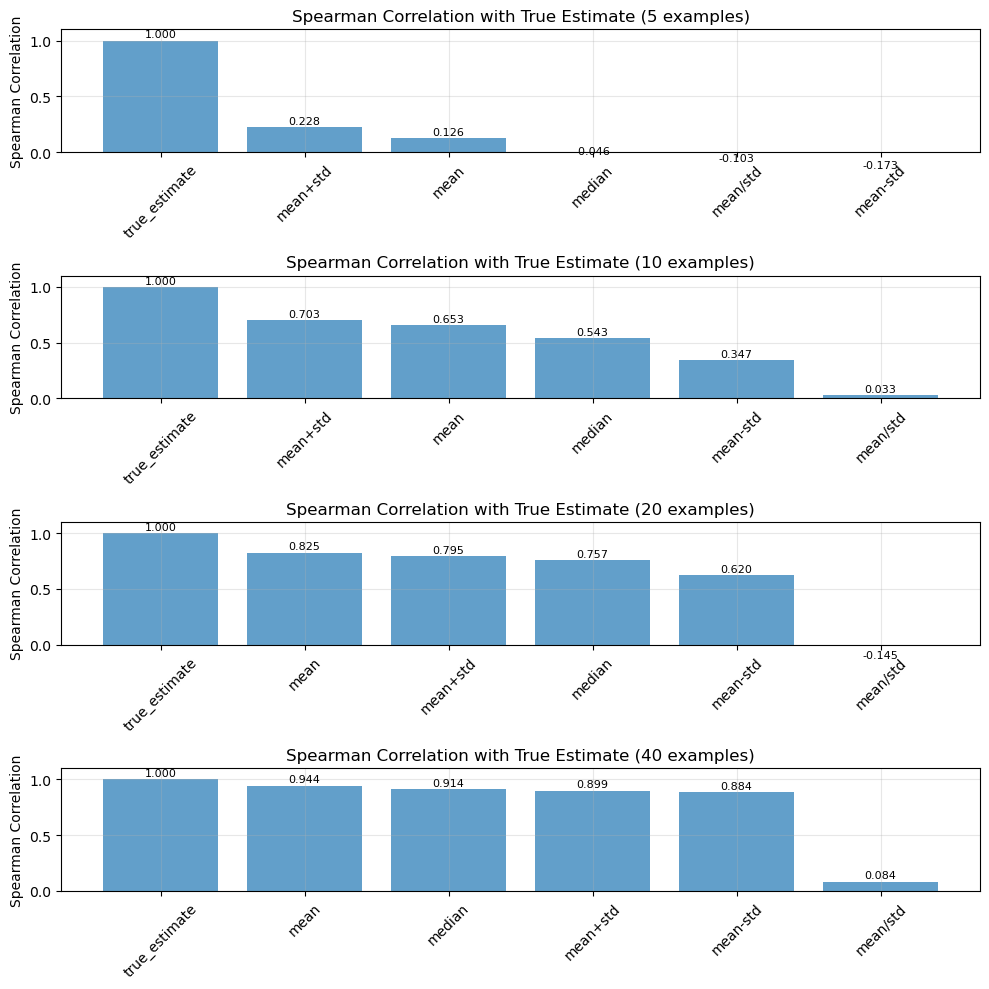 Spearman Correlation with True Estimate (5 examples)
Spearman Correlation
1.0
0.5
0.0
1.000
0.228
0.126
-0.046
-0.103
-0.173
true_estimate
mean+std
mean
median
mean/std
mean-std
Spearman Correlation with True Estimate (10 examples)
Spearman Correlation
1.0
0.5
0.0
1.000
0.703
0.653
0.543
0.347
0.033
true_estimate
mean+std
mean
median
mean-std
mean/std
Spearman Correlation with True Estimate (20 examples)
Spearman Correlation
1.0
0.5
0.0
1.000
0.825
0.795
0.757
0.620
-0.145
true_estimate
mean
mean+std
median
mean-std
mean/std
Spearman Correlation with True Estimate (40 examples)
Spearman Correlation
1.0
0.5
0.0
1.000
0.944
0.914
0.899
0.884
0.084
true_estimate
mean
median
mean+std
mean-std
mean/std